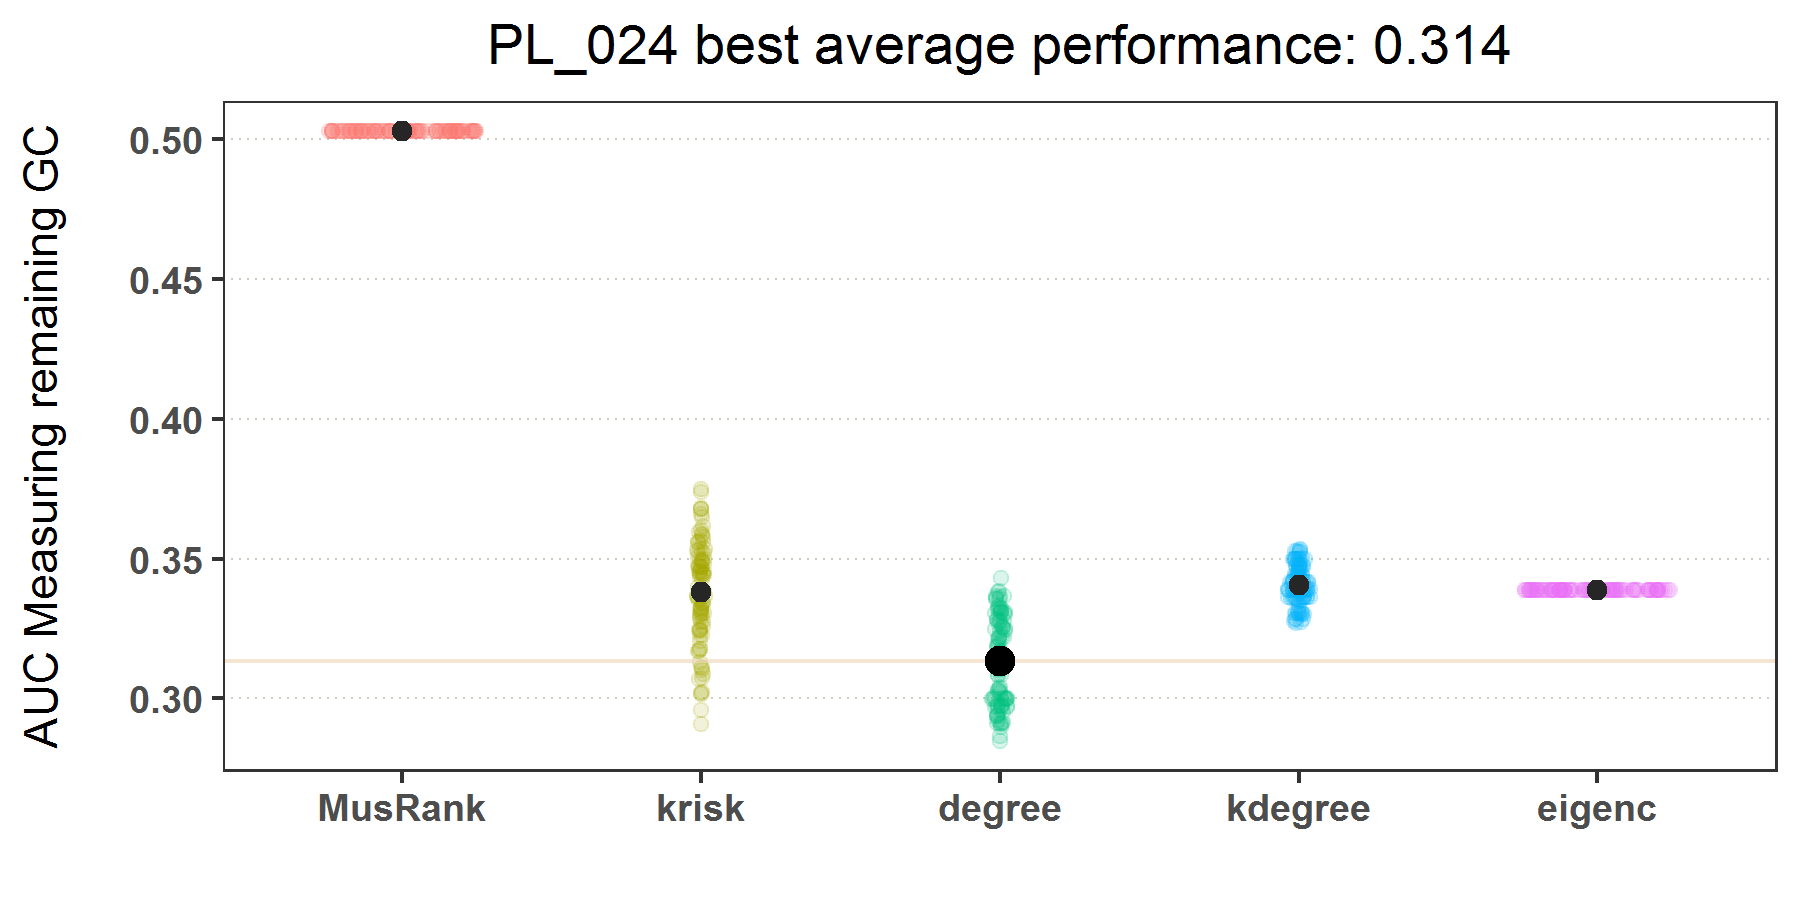 PL_024 best average performance: 0.314
AUC Measuring remaining GC
0.50
0.45
0.40
0.35
0.30
MusRank krisk degree kdegree eigenc